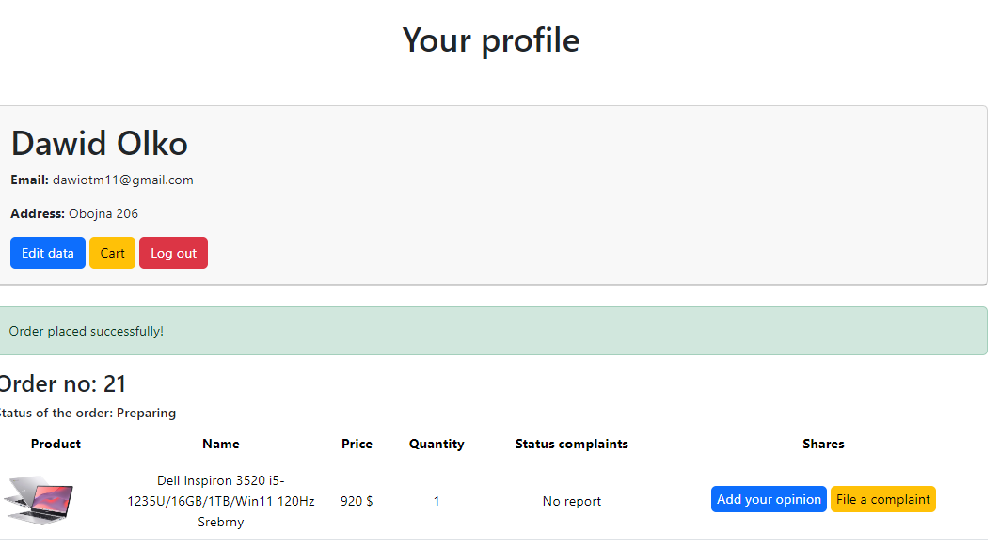 Your profile
Dawid Olko
Email: dawiotm11@gmail.com
Address: Obojna 206
Edit data Cart Log out
Order placed successfully!
Order no: 21
Status of the order: Preparing
Product Name Price Quantity Status complaints Shares
Dell Inspiron 3520 i5-
1235U/16GB/1TB/Win11 120Hz 920 $ 1 No report Add your opinion File a complaint
Srebrny